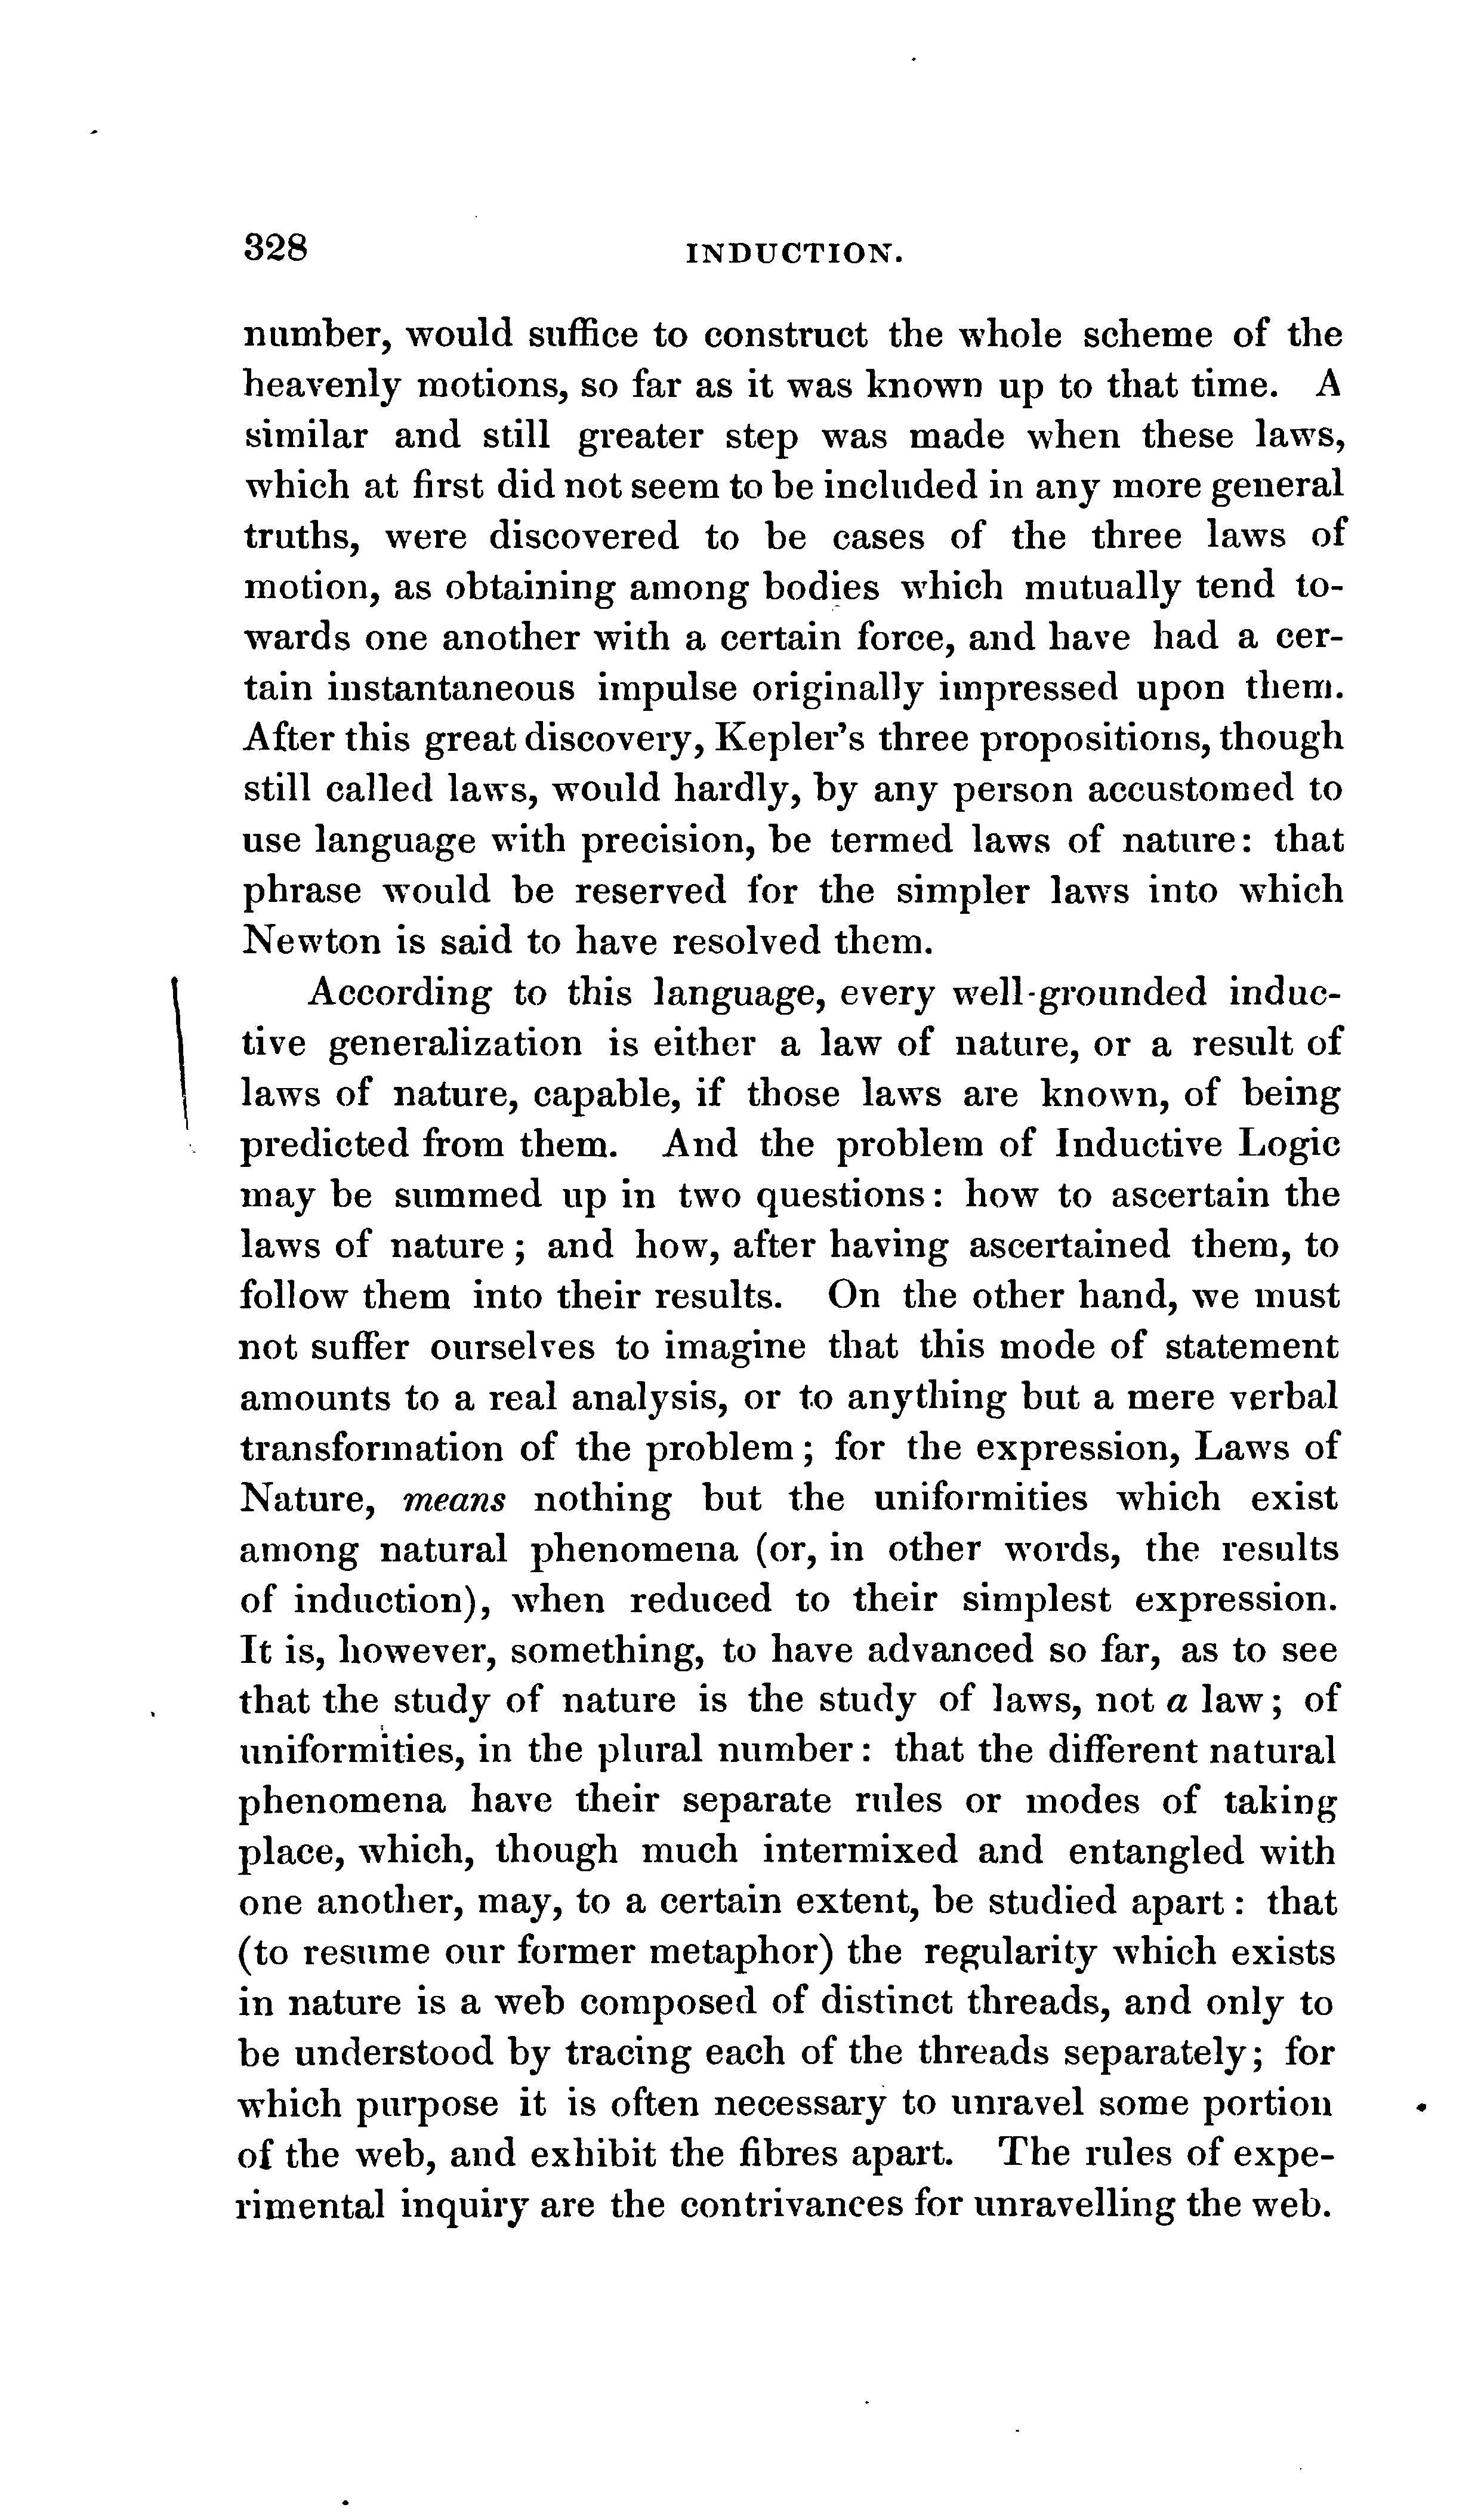 328 INDUCTION.
number, would suffice to construct the whole scheme of the
heavenly motions, so far as it was known up to that time. A
similar and still greater step was made when these laws,
which at first did not seem to be included in any more general
truths, were discovered to be cases of the three laws of
motion, as obtaining among bodies which mutually tend to-
wards one another with a certain force, and have had a cer-
tain instantaneous impulse originally impressed upon them.
After this great discovery, Kepler's three propositions, though
still called laws, would hardly, by any person accustomed to
use language with precision, be termed laws of nature: that
phrase would be reserved for the simpler laws into which
Newton is said to have resolved them.
According to this language, every well-grounded induc-
tive generalization is either a law of nature, or a result of
laws of nature, capable, if those laws are known, of being
predicted from them. And the problem of Inductive Logic
may be summed up in two questions: how to ascertain the
laws of nature; and how, after having ascertained them, to
follow them into their results. On the other hand, we must
not suffer ourselves to imagine that this mode of statement
amounts to a real analysis, or to anything but a mere verbal
transformation of the problem; for the expression, Laws of
Nature, means nothing but the uniformities which exist
among natural phenomena (or, in other words, the results
of induction), when reduced to their simplest expression.
It is, however, something, to have advanced so far, as to see
that the study of nature is the study of laws, not a law; of
uniformities, in the plural number: that the different natural
phenomena have their separate rules or modes of taking
place, which, though much intermixed and entangled with
one another, may, to a certain extent, be studied apart: that
(to resume our former metaphor) the regularity which exists
in nature is a web composed of distinct threads, and only to
be understood by tracing each of the threads separately; for
which purpose it is often necessary to unravel some portion
of the web, and exhibit the fibres apart. The rules of expe-
rimental inquiry are the contrivances for unravelling the web.